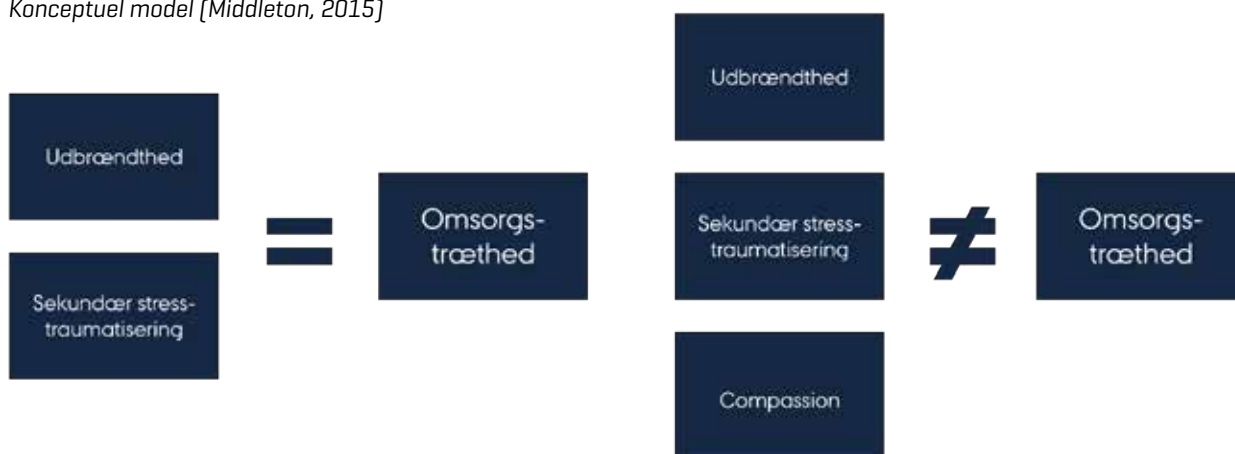 Konceptuel model (Middleton, 2015)
Udbrændthed
Sekundær stress-
traumatisering
=
Omsorgs-
træthed
Udbrændthed
Sekundær stress-
traumatisering
Compassion
≠
Omsorgs-
træthed